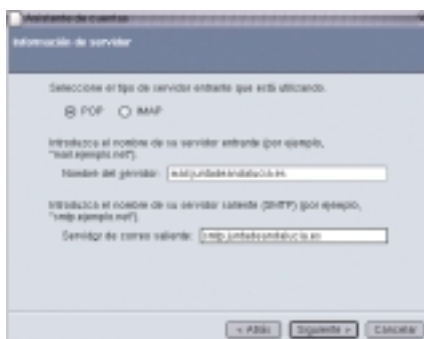 Asistente de cuentas
Información de servidor
Seleccione el tipo de servidor entrante que está utilizando.
POP IMAP
Introduzca el nombre de su servidor entrante (por ejemplo,
"mail.ejemplo.net").
Nombre del servidor: mail.juntadeandalucia.es
Introduzca el nombre de su servidor saliente (SMTP) (por ejemplo,
"smtp.ejemplo.net").
Servidor de correo saliente: smtp.juntadeandalucia.es
< Atrás Siguiente > Cancelar